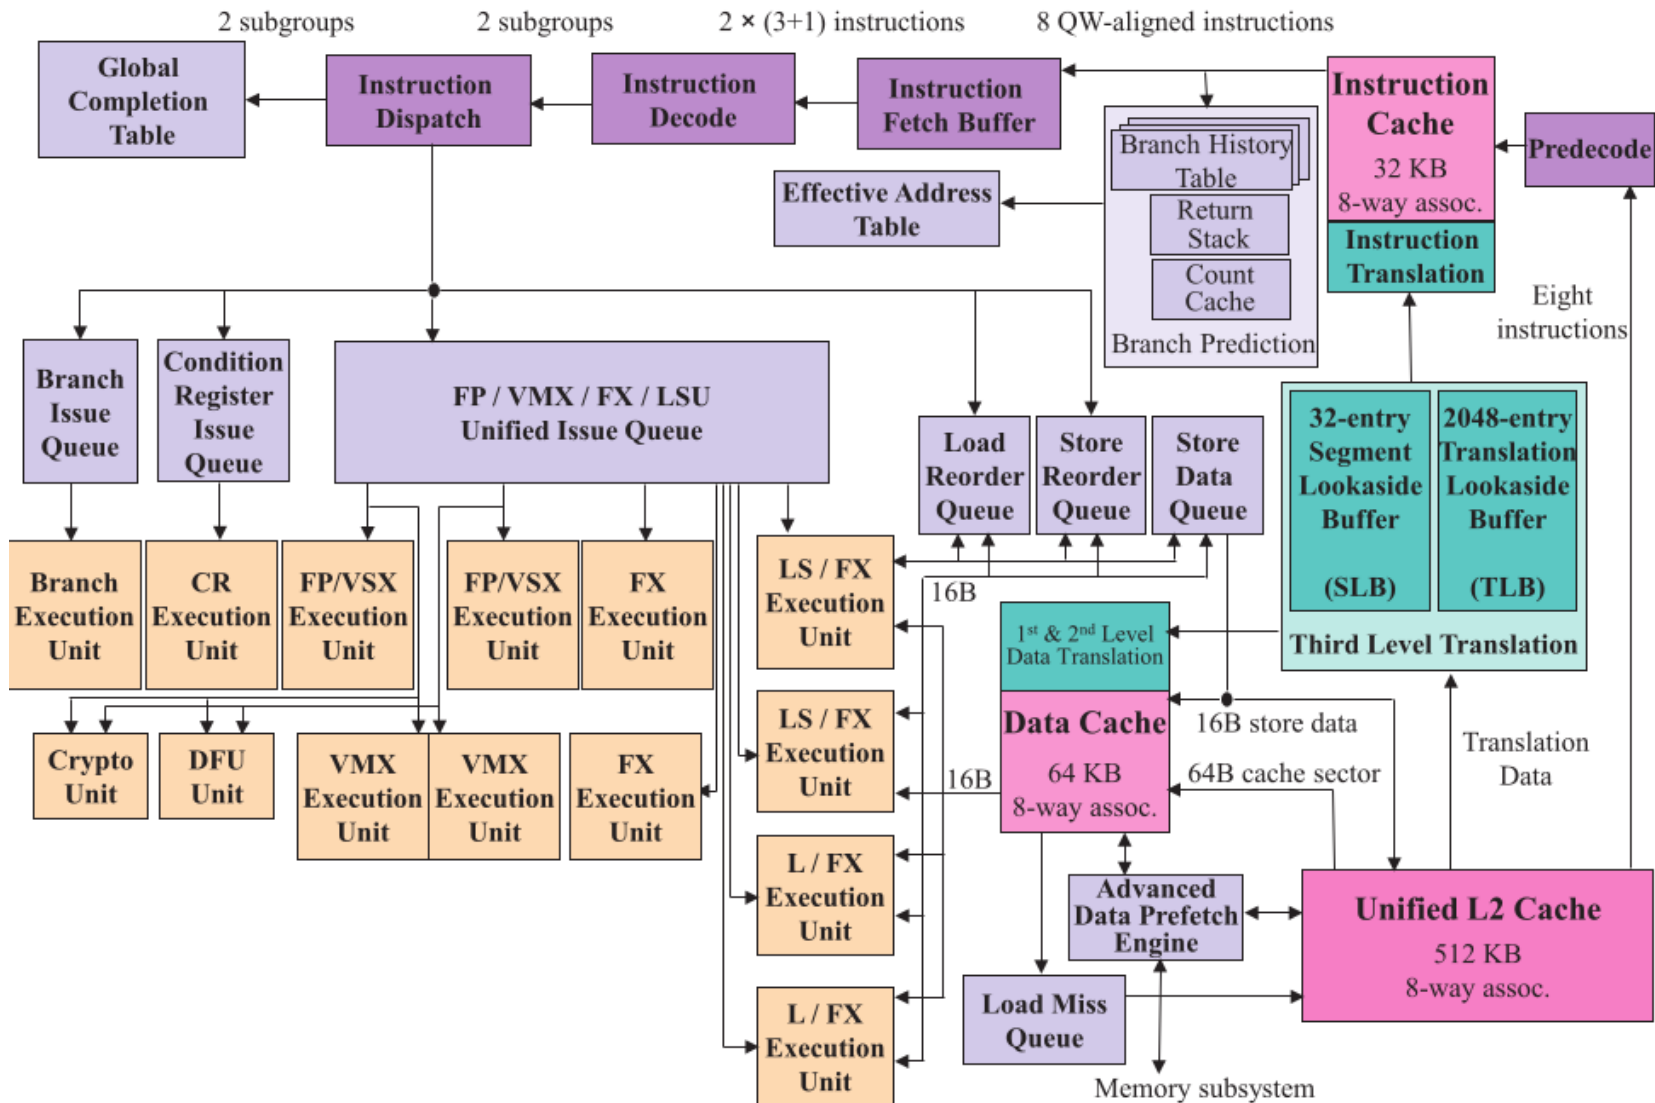 2 subgroups
2 subgroups
2 × (3+1) instructions
8 QW-aligned instructions
Global
Completion
Table
Instruction
Dispatch
Instruction
Decode
Instruction
Fetch Buffer
Instruction
Cache
32 KB
8-way assoc.
Instruction
Translation
Predecode
Branch History
Table
Return
Stack
Count
Cache
Branch Prediction
Effective Address
Table
Eight
instructions
Branch
Issue
Queue
Condition
Register
Issue
Queue
FP / VMX / FX / LSU
Unified Issue Queue
Load
Reorder
Queue
Store
Reorder
Queue
Store
Data
Queue
32-entry
Segment
Lookaside
Buffer
(SLB)
2048-entry
Translation
Lookaside
Buffer
(TLB)
Third Level Translation
Branch
Execution
Unit
CR
Execution
Unit
FP/VSX
Execution
Unit
FP/VSX
Execution
Unit
FX
Execution
Unit
LS / FX
Execution
Unit
16B
1st & 2nd Level
Data Translation
Data Cache
64 KB
8-way assoc.
16B store data
64B cache sector
Translation
Data
Crypto
Unit
DFU
Unit
VMX
Execution
Unit
VMX
Execution
Unit
FX
Execution
Unit
LS / FX
Execution
Unit
16B
L / FX
Execution
Unit
Advanced
Data Prefetch
Engine
Unified L2 Cache
512 KB
8-way assoc.
L / FX
Execution
Unit
Load Miss
Queue
Memory subsystem